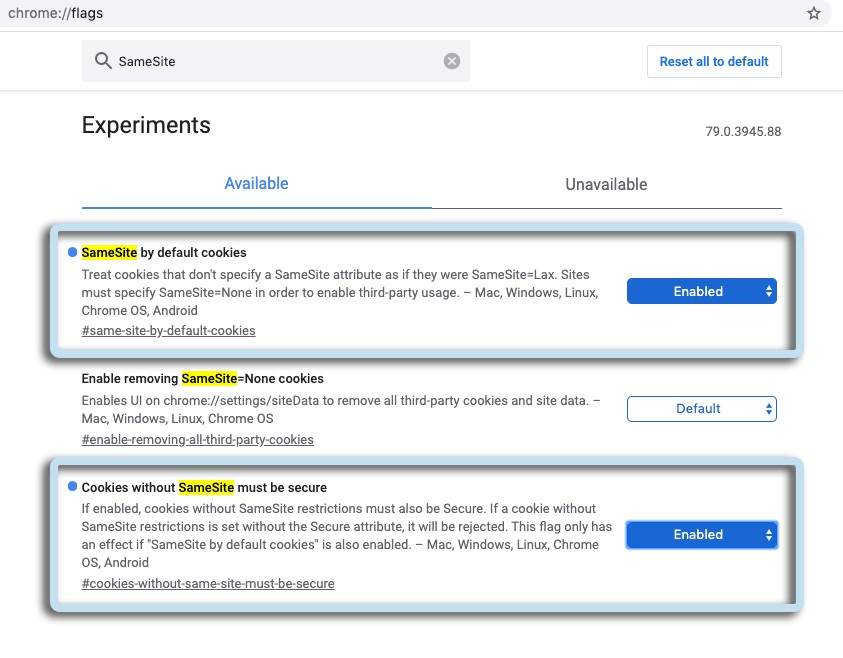 chrome://flags
SameSite
Reset all to default
Experiments
79.0.3945.88
Available
Unavailable
SameSite by default cookies
Treat cookies that don't specify a SameSite attribute as if they were SameSite=Lax. Sites
must specify SameSite=None in order to enable third-party usage. – Mac, Windows, Linux,
Chrome OS, Android
#same-site-by-default-cookies
Enabled
Enable removing SameSite=None cookies
Enables UI on chrome://settings/siteData to remove all third-party cookies and site data. –
Mac, Windows, Linux, Chrome OS
#enable-removing-all-third-party-cookies
Default
Cookies without SameSite must be secure
If enabled, cookies without SameSite restrictions must also be Secure. If a cookie without
SameSite restrictions is set without the Secure attribute, it will be rejected. This flag only has
an effect if "SameSite by default cookies" is also enabled. – Mac, Windows, Linux, Chrome
OS, Android
#cookies-without-same-site-must-be-secure
Enabled